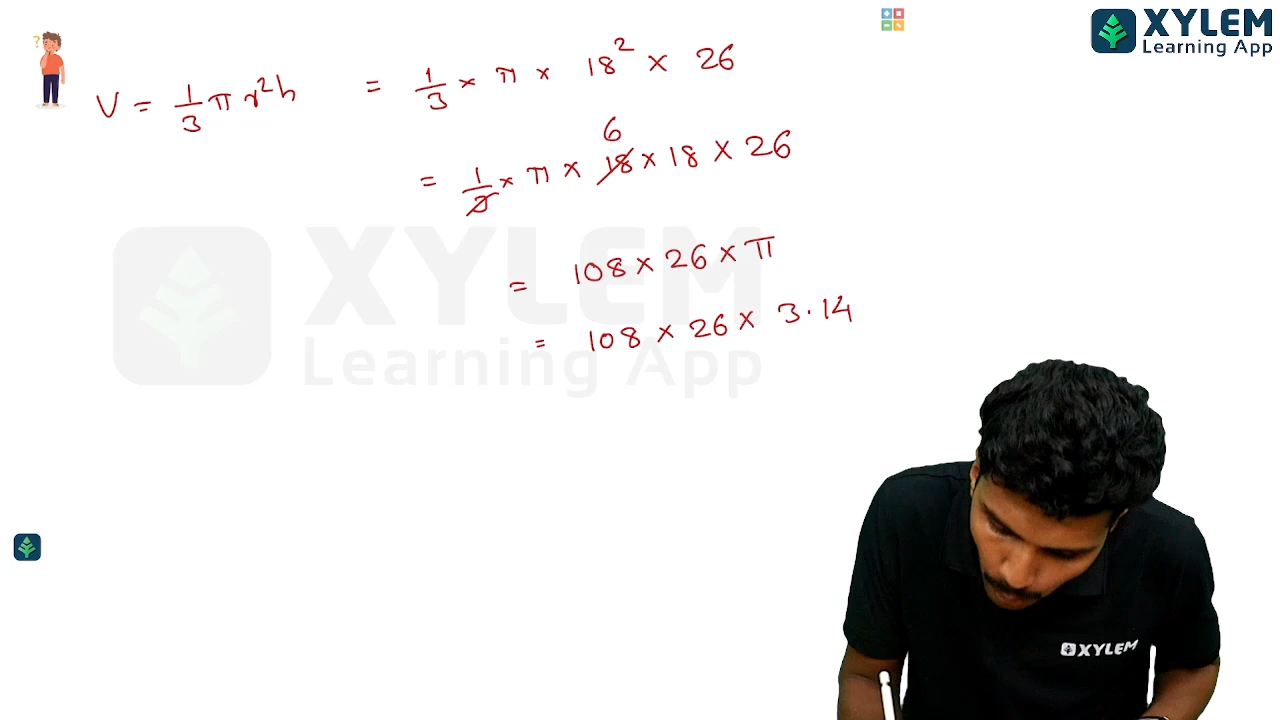 XYLEM
Learning App
V = 1/3 π r²h = 1/3 × π × 18² × 26
6
= 1/3 × π × 18 × 18 × 26
= 108 × 26 × π
= 108 × 26 × 3.14
XYLEM
Learning App
XYLEM